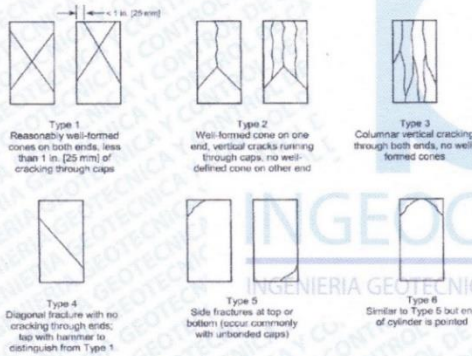 < 1 in. [25 mm]
Type 1
Reasonably well-formed
cones on both ends, less
than 1 in. [25 mm] of
cracking through caps
Type 2
Well-formed cone on one
end, vertical cracks running
through caps, no well-
defined cone on other end
Type 3
Columnar vertical cracking
through both ends, no well-
formed cones
Type 4
Diagonal fracture with no
cracking through ends;
tap with hammer to
distinguish from Type 1
Type 5
Side fractures at top or
bottom (occur commonly
with unbonded caps)
Type 6
Similar to Type 5 but end
of cylinder is pointed
INGEOC
INGENIERIA GEOTECNIC